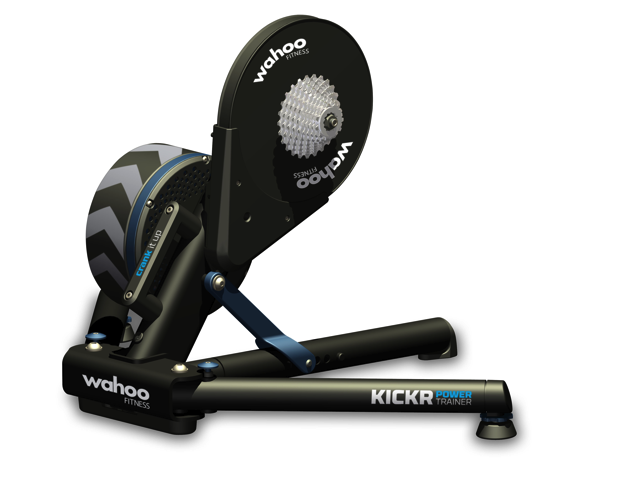 wahoo
FITNESS
wahoo
FITNESS
crank it up
wahoo
FITNESS
KICKR POWER
TRAINER